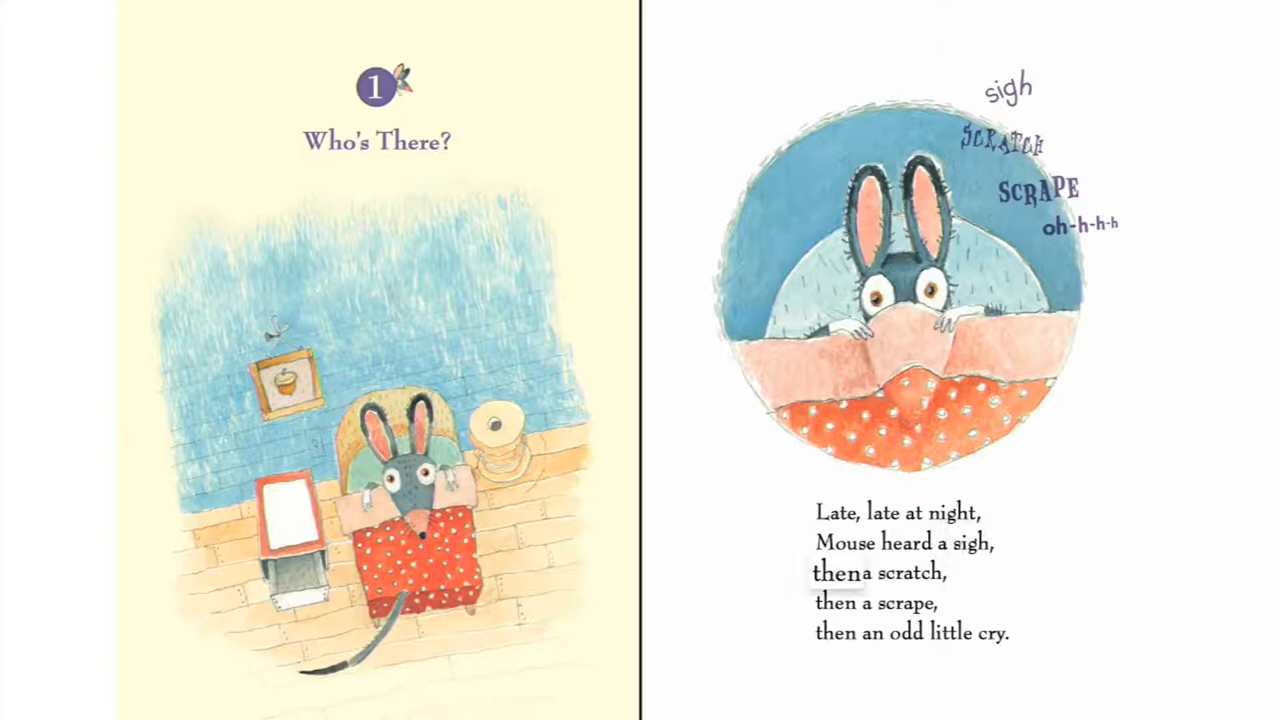 1
Who's There?
sigh
SCRATCH
SCRAPE
oh-h-h-h
Late, late at night,
Mouse heard a sigh,
then a scratch,
then a scrape,
then an odd little cry.